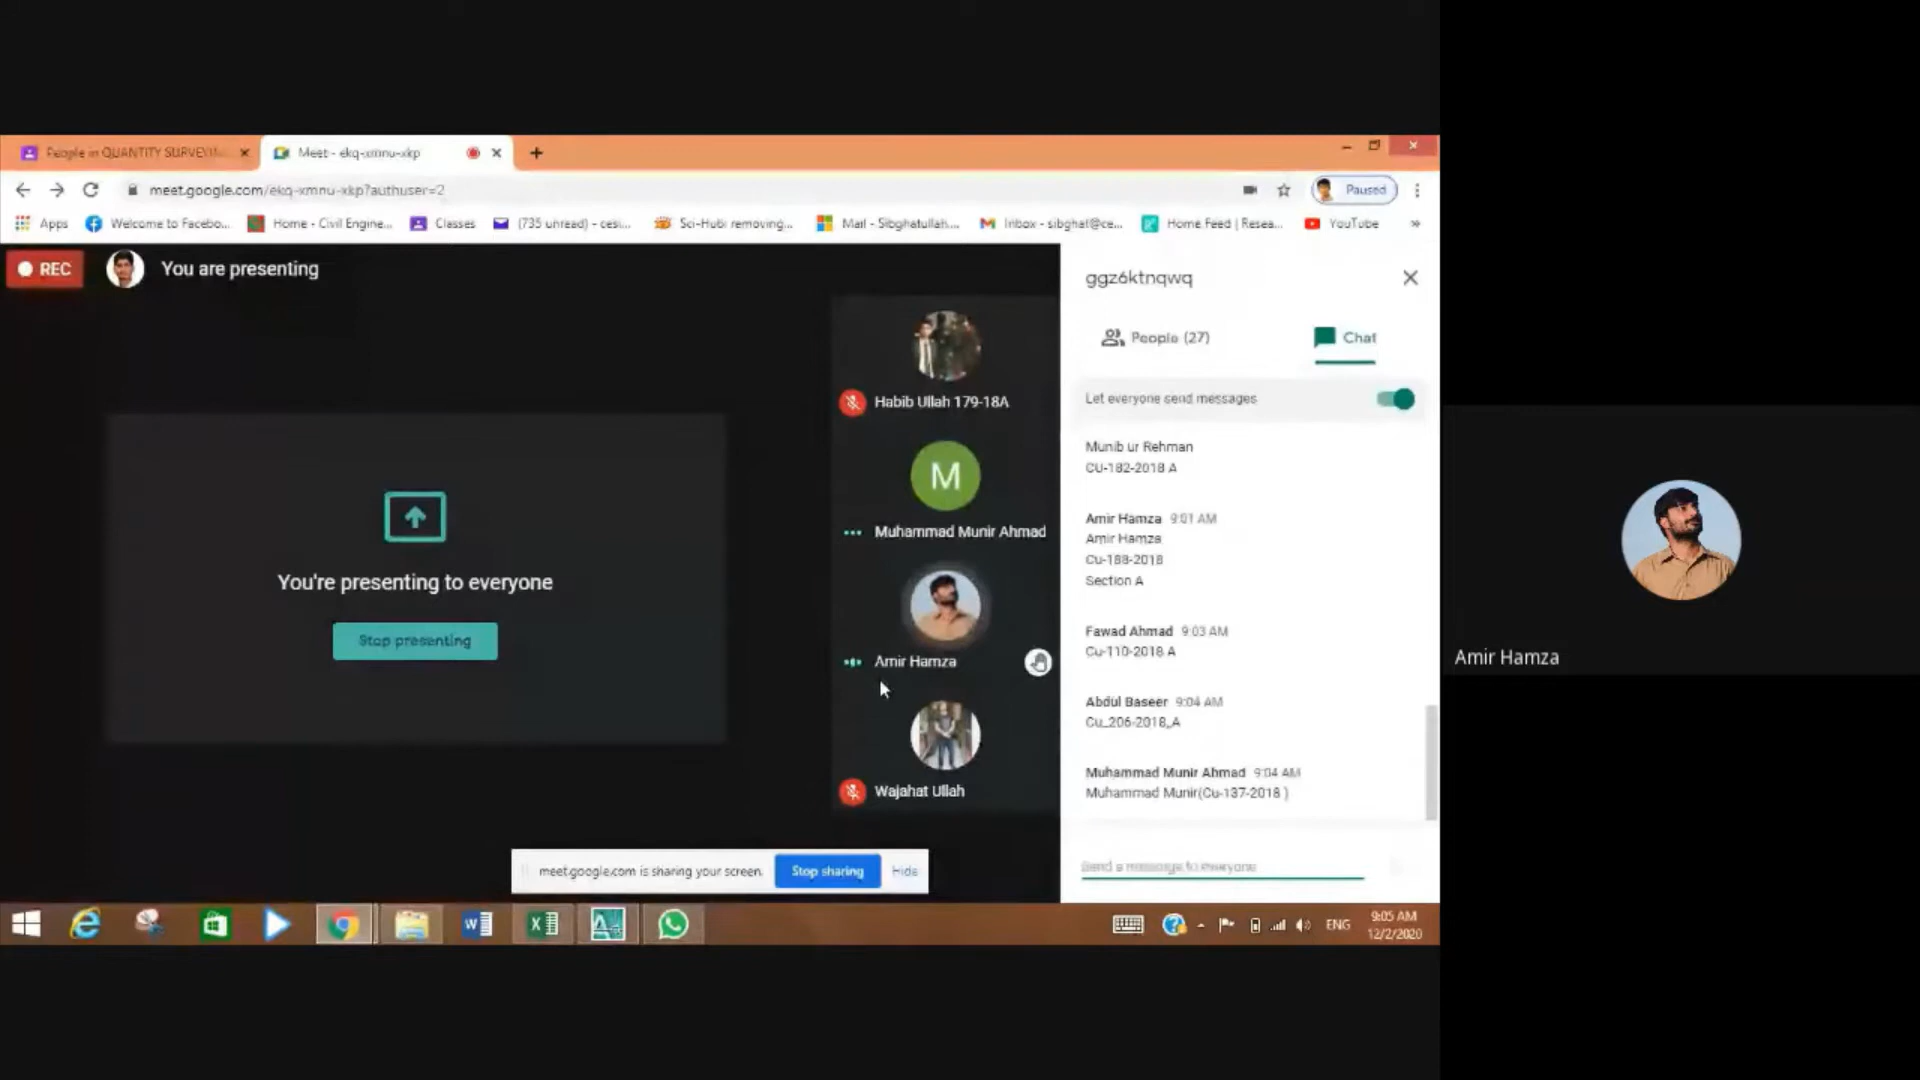 People in QUANTITY SURVEYIN
Meet - ekq-xmnu-xkp
meet.google.com/ekq-xmnu-xkp?authuser=2
Paused
Apps
Welcome to Facebo...
Home - Civil Engine...
Classes
(735 unread) - cesi...
Sci-Hub: removing...
Mail - Sibghatullah...
Inbox - sibghat@ce...
Home Feed | Resea...
YouTube
»
REC
You are presenting
ggz6ktnqwq
People (27)
Chat
Let everyone send messages
Habib Ullah 179-18A
Munib ur Rehman
CU-182-2018 A
M
Muhammad Munir Ahmad
Amir Hamza 9:01 AM
Amir Hamza
Cu-188-2018
Section A
You're presenting to everyone
Stop presenting
Amir Hamza
Fawad Ahmad 9:03 AM
Cu-110-2018 A
Abdul Baseer 9:04 AM
Cu_206-2018_A
Wajahat Ullah
Muhammad Munir Ahmad 9:04 AM
Muhammad Munir(Cu-137-2018 )
Send a message to everyone
meet.google.com is sharing your screen.
Stop sharing
Hide
ENG
9:05 AM
12/2/2020
Amir Hamza